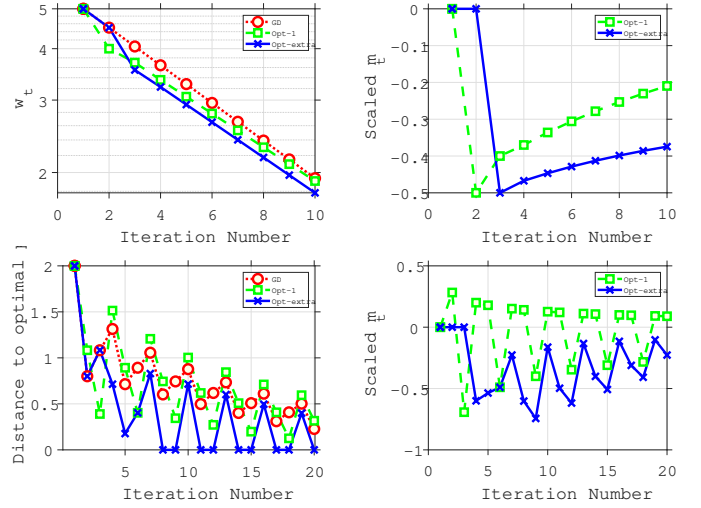 5
4
3
2
w_t
0
2
4
6
8
10
Iteration Number
GD
Opt-1
Opt-extra
0
-0.1
-0.2
-0.3
-0.4
-0.5
Scaled m_t
0
2
4
6
8
10
Iteration Number
Opt-1
Opt-extra
2
1.5
1
0.5
0
Distance to optimal ]
5
10
15
20
Iteration Number
GD
Opt-1
Opt-extra
0.5
0
-0.5
-1
Scaled m_t
0
5
10
15
20
Iteration Number
Opt-1
Opt-extra